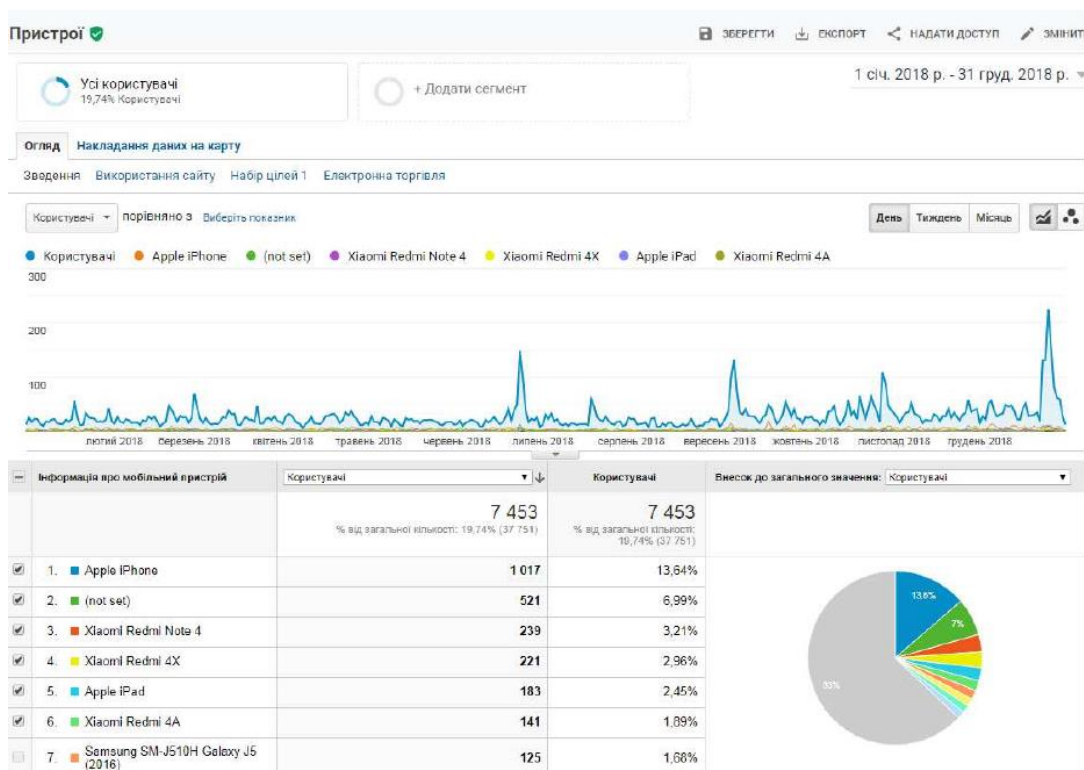 Пристрої
ЗБЕРЕГТИ ЕКСПОРТ НАДАТИ ДОСТУП ЗМІНИТ
Усі користувачі
19,74% Користувачі
+ Додати сегмент
1 січ. 2018 р. - 31 груд. 2018 р.
Огляд Накладання даних на карту
Зведення Використання сайту Набір цілей 1 Електронна торгівля
Користувачі порівняно з Виберіть показник
День Тиждень Місяць
Користувачі Apple iPhone (not set) Xiaomi Redmi Note 4 Xiaomi Redmi 4X Apple iPad Xiaomi Redmi 4A
300
200
100
лютий 2018 березень 2018 квітень 2018 травень 2018 червень 2018 липень 2018 серпень 2018 вересень 2018 жовтень 2018 листопад 2018 грудень 2018
Інформація про мобільний пристрій Користувачі Користувачі Внесок до загального значення: Користувачі
7 453 7 453
% від загальної кількості: 19,74% (37 751) % від загальної кількості:
19,74% (37 751)
1. Apple iPhone 1 017 13,64%
2. (not set) 521 6,99%
3. Xiaomi Redmi Note 4 239 3,21%
4. Xiaomi Redmi 4X 221 2,96%
5. Apple iPad 183 2,45%
6. Xiaomi Redmi 4A 141 1,89%
7. Samsung SM-J510H Galaxy J5
(2016) 125 1,68%
13,6%
7%